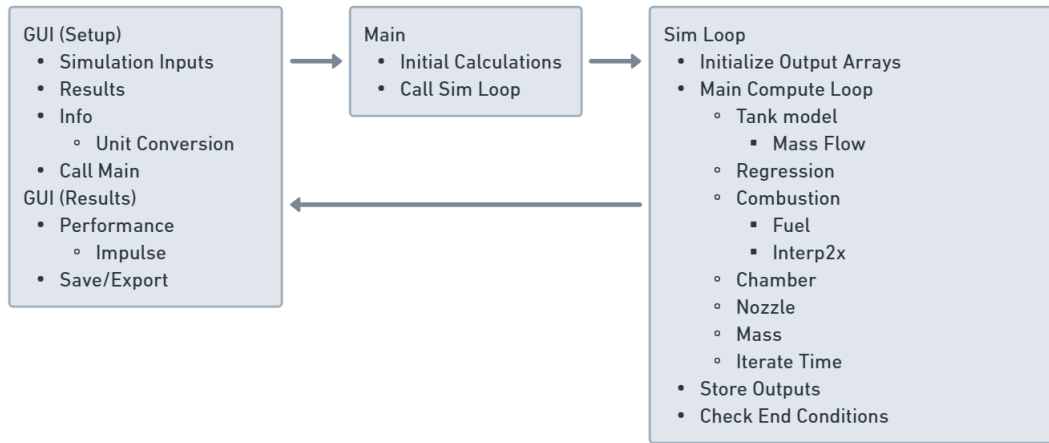 GUI (Setup)
• Simulation Inputs
• Results
• Info
◦ Unit Conversion
• Call Main
GUI (Results)
• Performance
◦ Impulse
• Save/Export
Main
• Initial Calculations
• Call Sim Loop
Sim Loop
• Initialize Output Arrays
• Main Compute Loop
◦ Tank model
▪ Mass Flow
◦ Regression
◦ Combustion
▪ Fuel
▪ Interp2x
◦ Chamber
◦ Nozzle
◦ Mass
◦ Iterate Time
• Store Outputs
• Check End Conditions